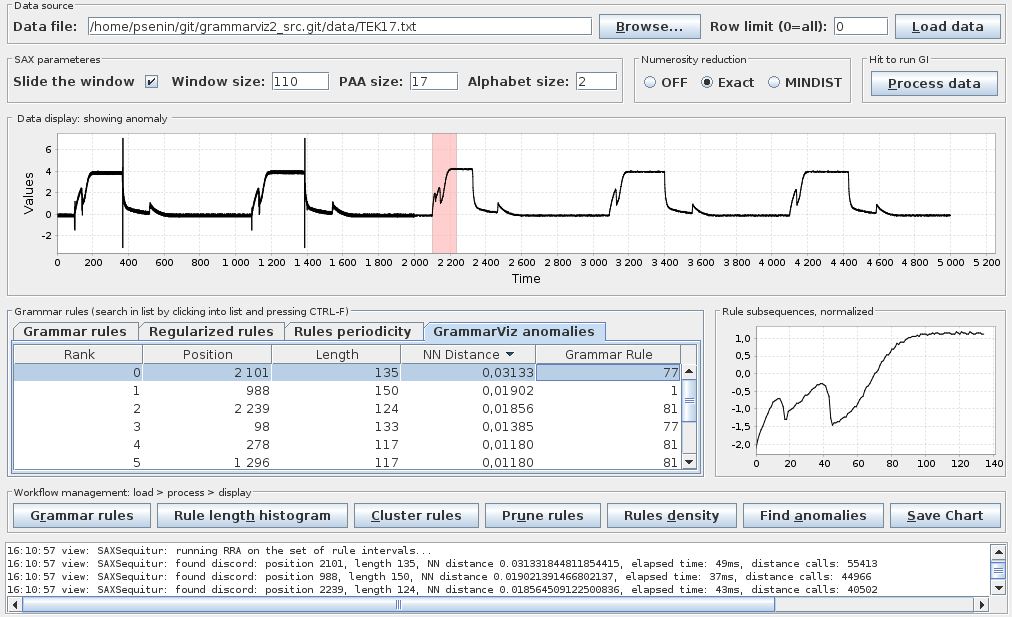 Data source
Data file: /home/psenin/git/grammarviz2_src.git/data/TEK17.txt Browse... Row limit (0=all): 0 Load data
SAX parameteres
Slide the window Window size: 110 PAA size: 17 Alphabet size: 2
Numerosity reduction
OFF Exact MINDIST
Hit to run GI
Process data
Data display: showing anomaly
Values
6
4
2
0
-2
0 200 400 600 800 1 000 1 200 1 400 1 600 1 800 2 000 2 200 2 400 2 600 2 800 3 000 3 200 3 400 3 600 3 800 4 000 4 200 4 400 4 600 4 800 5 000 5 200
Time
Grammar rules (search in list by clicking into list and pressing CTRL-F)
Grammar rules Regularized rules Rules periodicity GrammarViz anomalies
Rank Position Length NN Distance Grammar Rule
0 2 101 135 0,03133 77
1 988 150 0,01902 1
2 2 239 124 0,01856 81
3 98 133 0,01385 77
4 278 117 0,01180 81
5 1 296 117 0,01180 81
Rule subsequences, normalized
1,0
0,5
0,0
-0,5
-1,0
-1,5
-2,0
0 20 40 60 80 100 120 140
Workflow management: load > process > display
Grammar rules Rule length histogram Cluster rules Prune rules Rules density Find anomalies Save Chart
16:10:57 view: SAXSequitur: running RRA on the set of rule intervals...
16:10:57 view: SAXSequitur: found discord: position 2101, length 135, NN distance 0.031331844811854415, elapsed time: 49ms, distance calls: 55413
16:10:57 view: SAXSequitur: found discord: position 988, length 150, NN distance 0.019021391466802137, elapsed time: 37ms, distance calls: 44966
16:10:57 view: SAXSequitur: found discord: position 2239, length 124, NN distance 0.018564509122500836, elapsed time: 43ms, distance calls: 40502